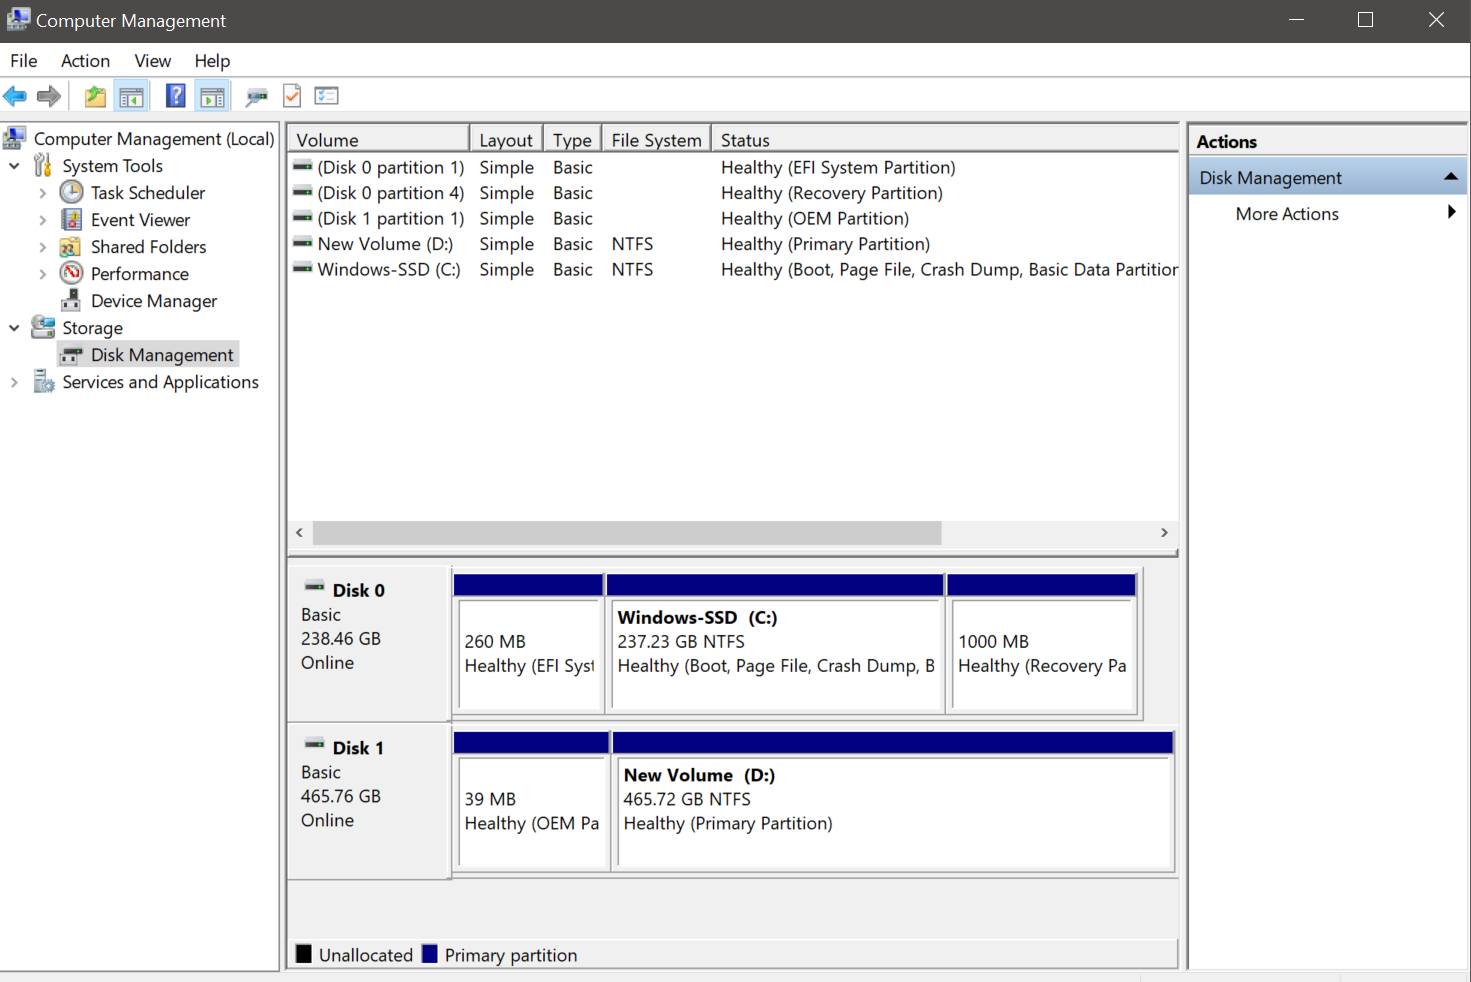 Computer Management
File Action View Help
Computer Management (Local)
System Tools
Task Scheduler
Event Viewer
Shared Folders
Performance
Device Manager
Storage
Disk Management
Services and Applications
Volume Layout Type File System Status
(Disk 0 partition 1) Simple Basic Healthy (EFI System Partition)
(Disk 0 partition 4) Simple Basic Healthy (Recovery Partition)
(Disk 1 partition 1) Simple Basic Healthy (OEM Partition)
New Volume (D:) Simple Basic NTFS Healthy (Primary Partition)
Windows-SSD (C:) Simple Basic NTFS Healthy (Boot, Page File, Crash Dump, Basic Data Partition
Disk 0
Basic
238.46 GB
Online
260 MB
Healthy (EFI Syst
Windows-SSD (C:)
237.23 GB NTFS
Healthy (Boot, Page File, Crash Dump, B
1000 MB
Healthy (Recovery Pa
Disk 1
Basic
465.76 GB
Online
39 MB
Healthy (OEM Pa
New Volume (D:)
465.72 GB NTFS
Healthy (Primary Partition)
Unallocated Primary partition
Actions
Disk Management
More Actions